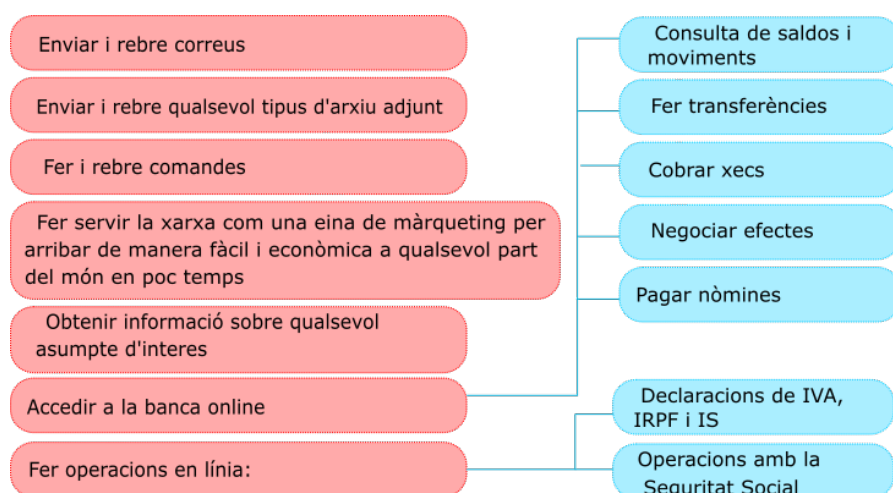 Enviar i rebre correus
Enviar i rebre qualsevol tipus d'arxiu adjunt
Fer i rebre comandes
Fer servir la xarxa com una eina de màrqueting per
arribar de manera fàcil i econòmica a qualsevol part
del món en poc temps
Obtenir informació sobre qualsevol
asumpte d'interes
Accedir a la banca online
Fer operacions en línia:
Consulta de saldos i
moviments
Fer transferències
Cobrar xecs
Negociar efectes
Pagar nòmines
Declaracions de IVA,
IRPF i IS
Operacions amb la
Seguritat Social